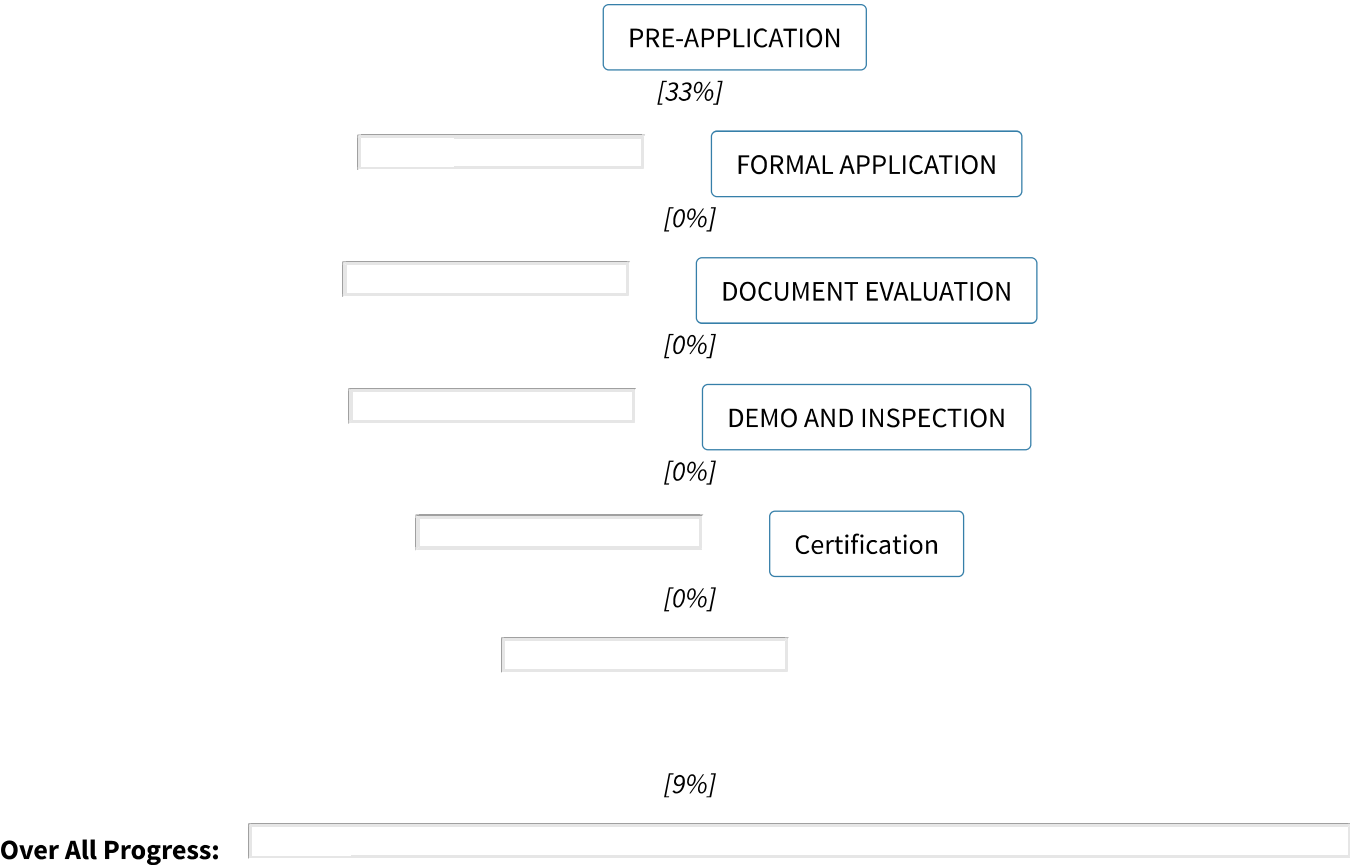 PRE-APPLICATION
[33%]
FORMAL APPLICATION
[0%]
DOCUMENT EVALUATION
[0%]
DEMO AND INSPECTION
[0%]
Certification
[0%]
[9%]
Over All Progress: